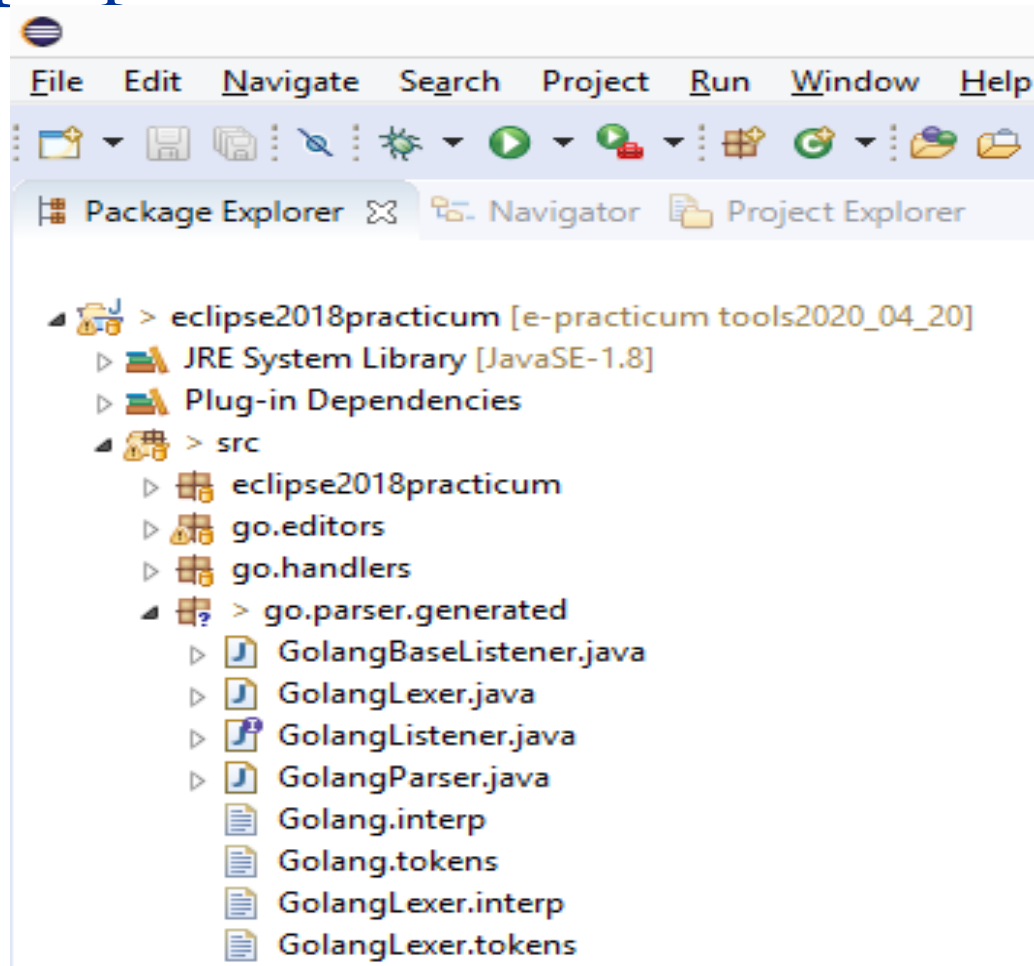 File Edit Navigate Search Project Run Window Help
Package Explorer Navigator Project Explorer
> eclipse2018practicum [e-practicum tools2020_04_20]
JRE System Library [JavaSE-1.8]
Plug-in Dependencies
> src
eclipse2018practicum
go.editors
go.handlers
> go.parser.generated
GolangBaseListener.java
GolangLexer.java
GolangListener.java
GolangParser.java
Golang.interp
Golang.tokens
GolangLexer.interp
GolangLexer.tokens